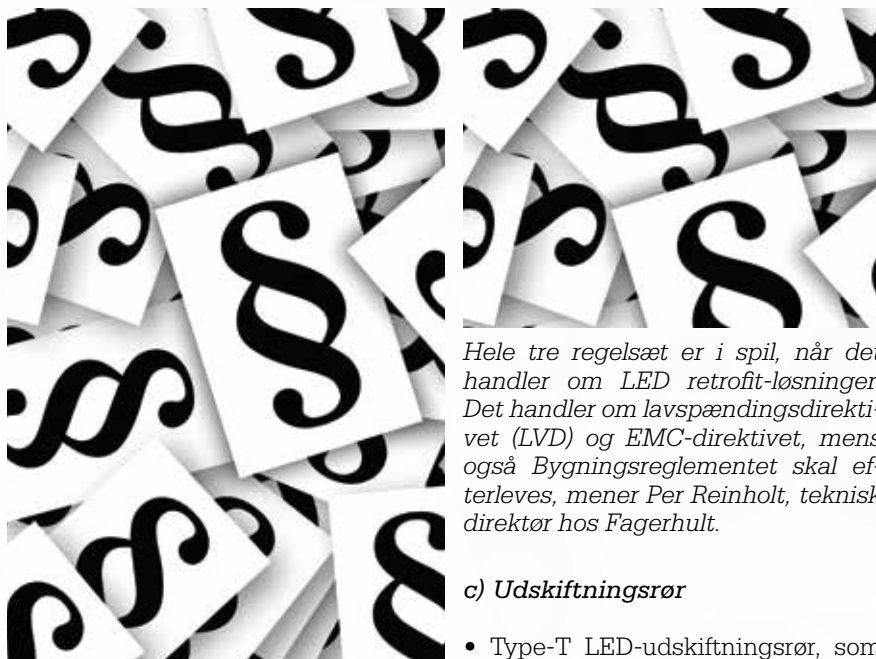 §
Hele tre regelsæt er i spil, når det
handler om LED retrofit-løsninger.
Det handler om lavspændingsdirekti-
vet (LVD) og EMC-direktivet, mens
også Bygningsreglementet skal ef-
terleves, mener Per Reinholt, teknisk
direktør hos Fagerhult.
c) Udskiftningsrør
• Type-T LED-udskiftningsrør, som